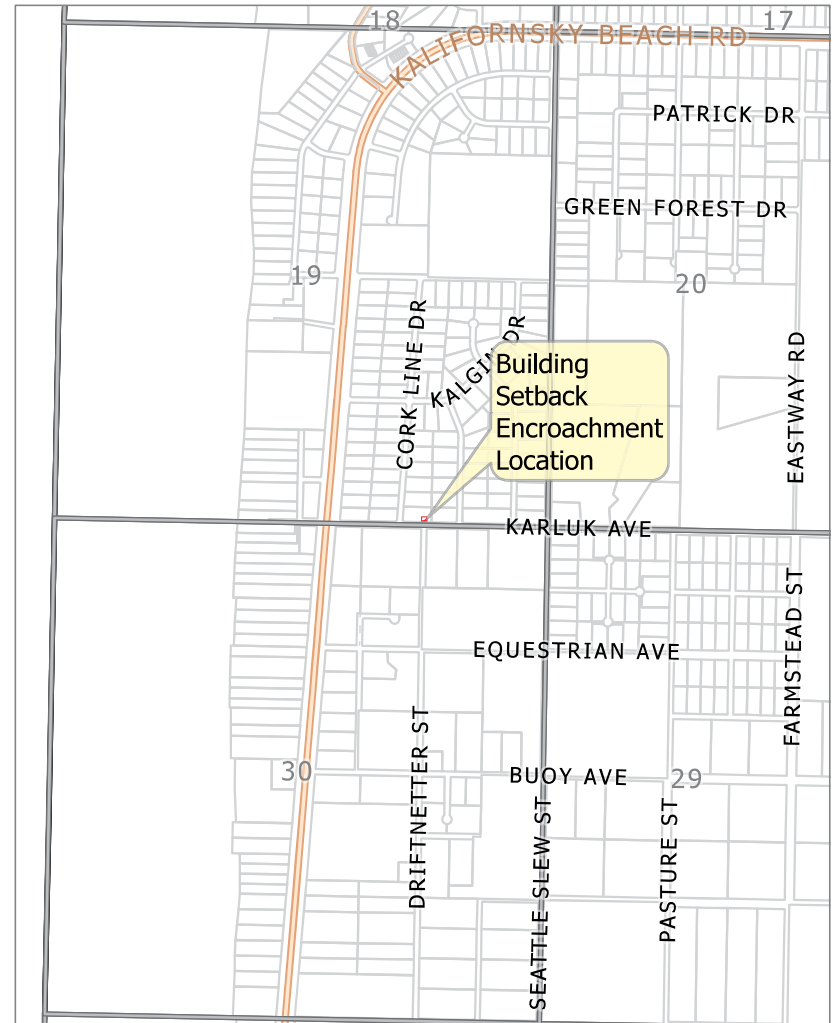 18
17
KALIFORNSKY BEACH RD
PATRICK DR
GREEN FOREST DR
19
20
CORK LINE DR
KALGIN DR
EASTWAY RD
Building
Setback
Encroachment
Location
KARLUK AVE
FARMSTEAD ST
EQUESTRIAN AVE
DRIFTNETTER ST
30
BUOY AVE
29
SEATTLE SLEW ST
PASTURE ST